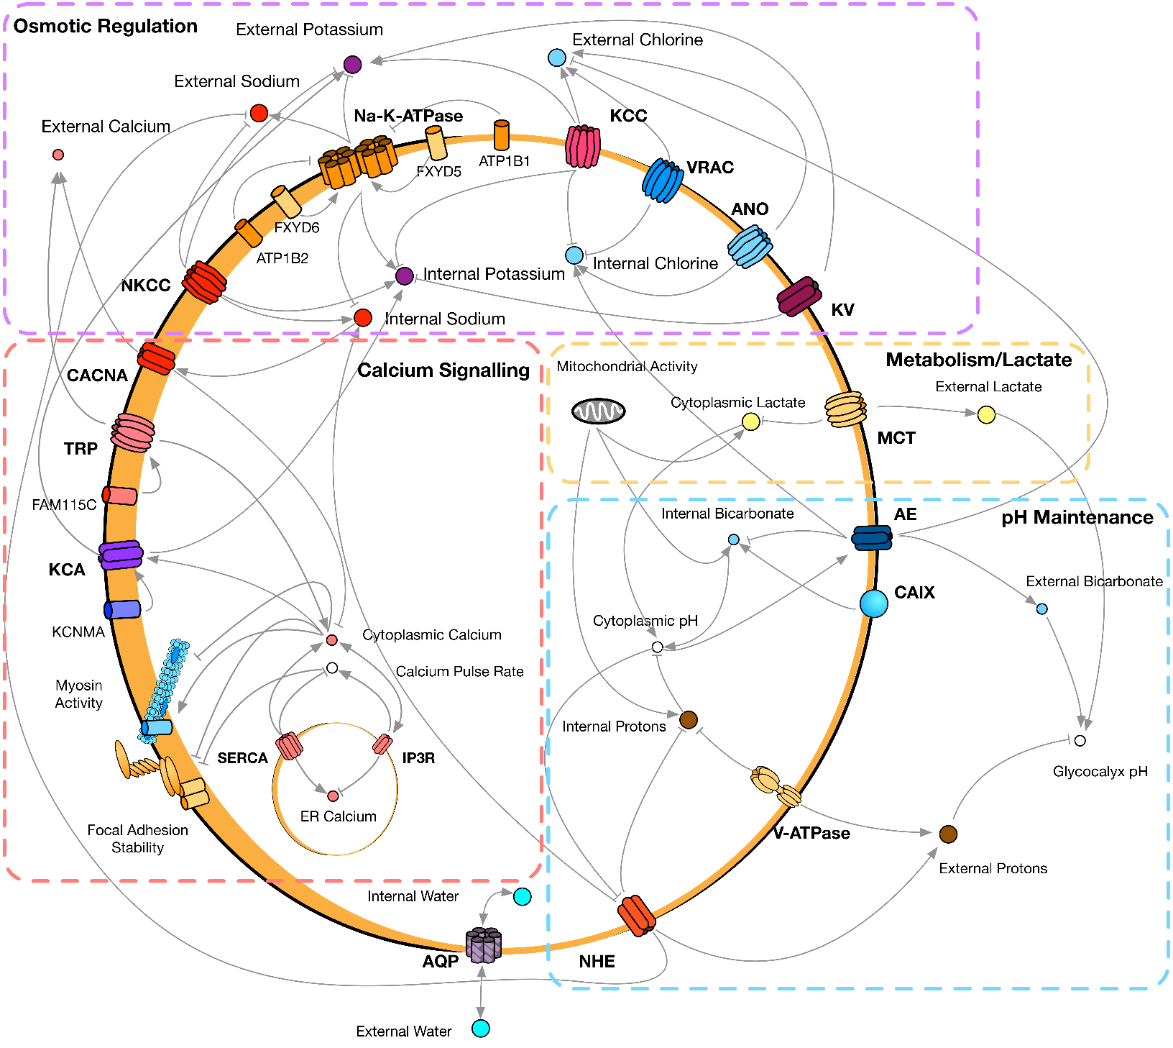 Osmotic Regulation
External Potassium
External Chlorine
External Sodium
External Calcium
Na-K-ATPase
KCC
FXYD5
ATP1B1
VRAC
ANO
FXYD6
ATP1B2
NKCC
Internal Potassium
Internal Chlorine
KV
Internal Sodium
Calcium Signalling
CACNA
TRP
FAM115C
KCA
KCNMA
Cytoplasmic Calcium
Calcium Pulse Rate
Myosin
Activity
SERCA
IP3R
ER Calcium
Focal Adhesion
Stability
Metabolism/Lactate
Mitochondrial Activity
Cytoplasmic Lactate
External Lactate
MCT
pH Maintenance
Internal Bicarbonate
AE
External Bicarbonate
CAIX
Cytoplasmic pH
Internal Protons
Glycocalyx pH
V-ATPase
External Protons
Internal Water
AQP
NHE
External Water